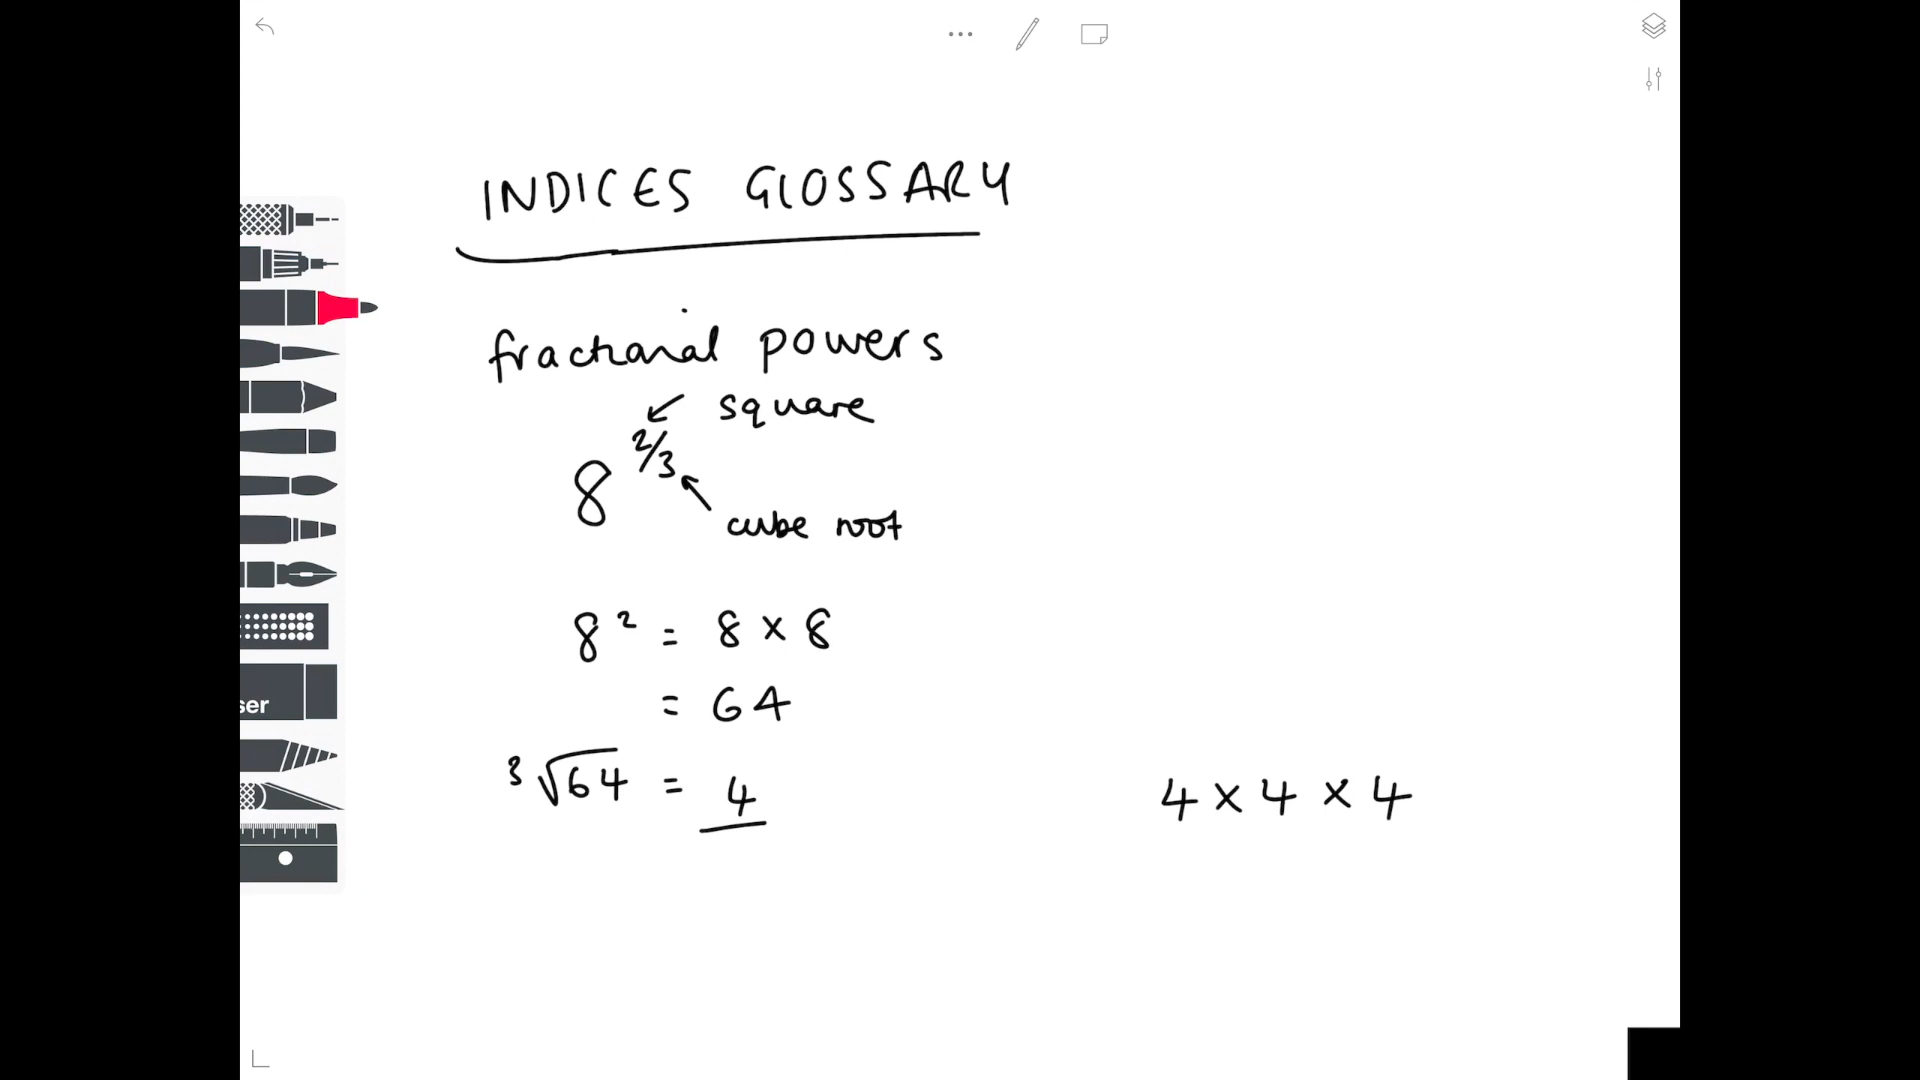 INDICES GLOSSARY
fractional powers
square
8^2/3
cube root
8² = 8 × 8
= 64
³√64 = 4
4 × 4 × 4
ser